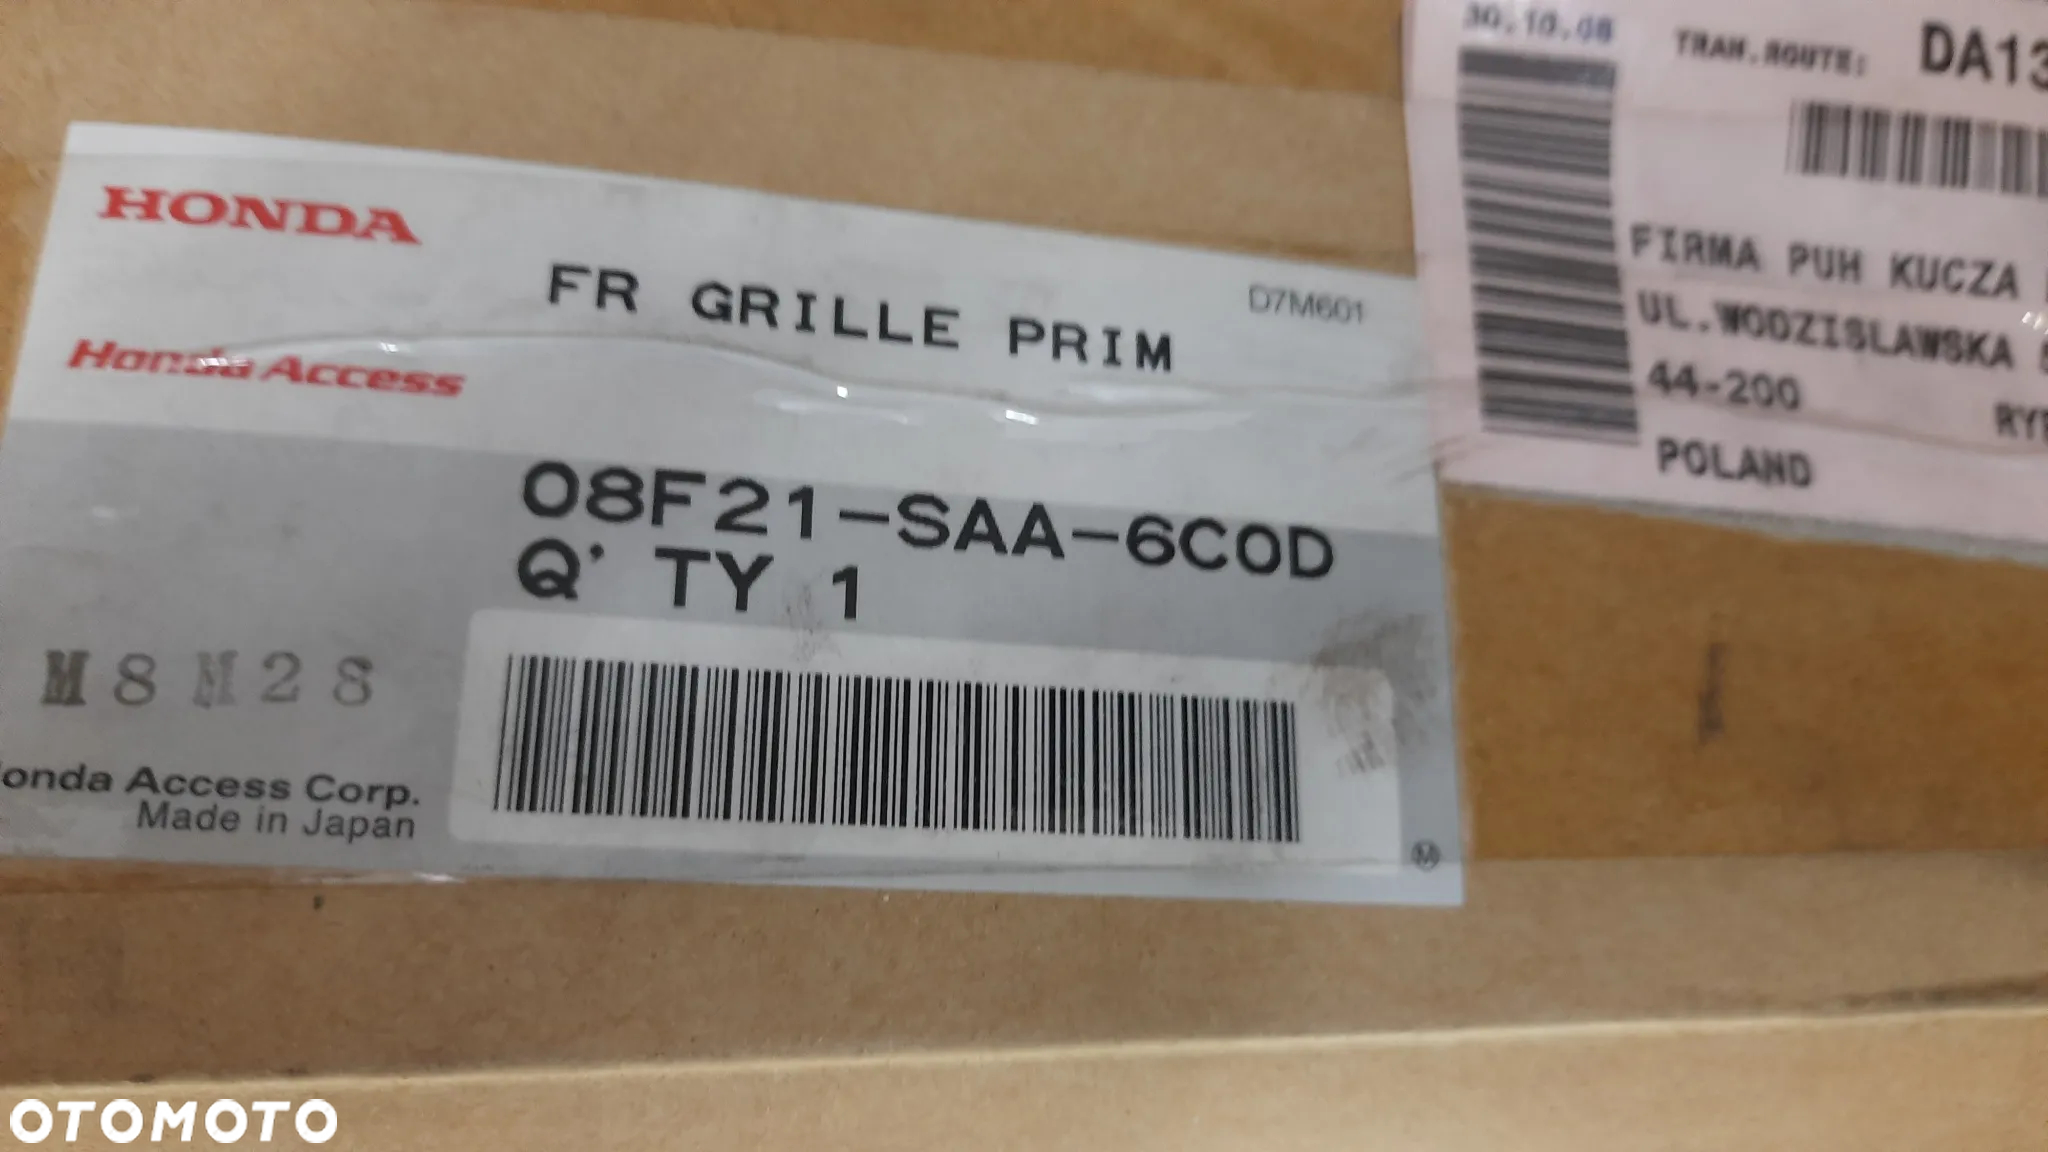 HONDA
FR GRILLE PRIM
D7M601
Honda Access
08F21-SAA-6C0D
Q'TY 1
M8M28
onda Access Corp.
Made in Japan
M
30.10.08
TRAN.ROUTE: DA13
FIRMA PUH KUCZA
UL.WODZISLAWSKA
44-200
POLAND
OTOMOTO